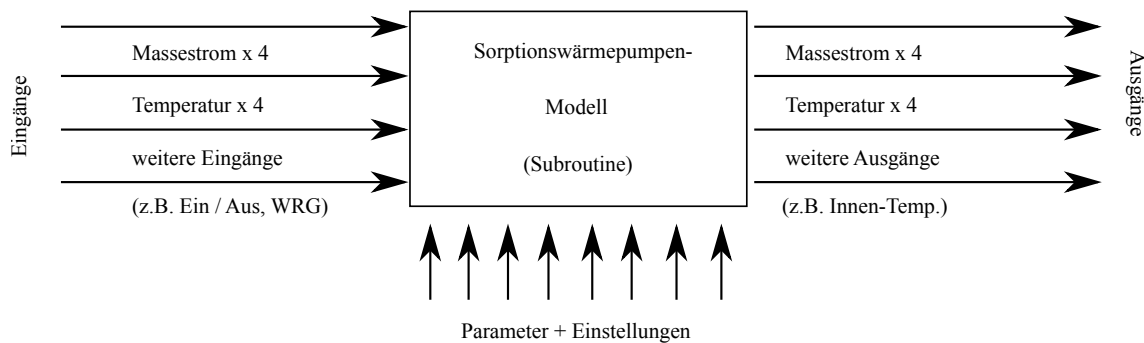 Eingänge
Massestrom x 4
Temperatur x 4
weitere Eingänge
(z.B. Ein / Aus, WRG)
Sorptionswärmepumpen-
Modell
(Subroutine)
Massestrom x 4
Temperatur x 4
weitere Ausgänge
(z.B. Innen-Temp.)
Ausgänge
Parameter + Einstellungen